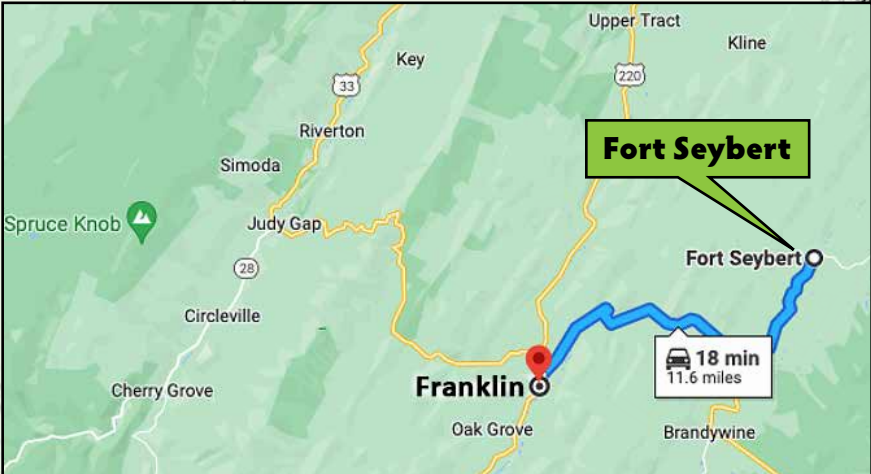 Upper Tract
Kline
Key
220
33
Riverton
Fort Seybert
Simoda
Spruce Knob
Judy Gap
Fort Seybert
28
Circleville
18 min
11.6 miles
Franklin
Cherry Grove
Oak Grove
Brandywine